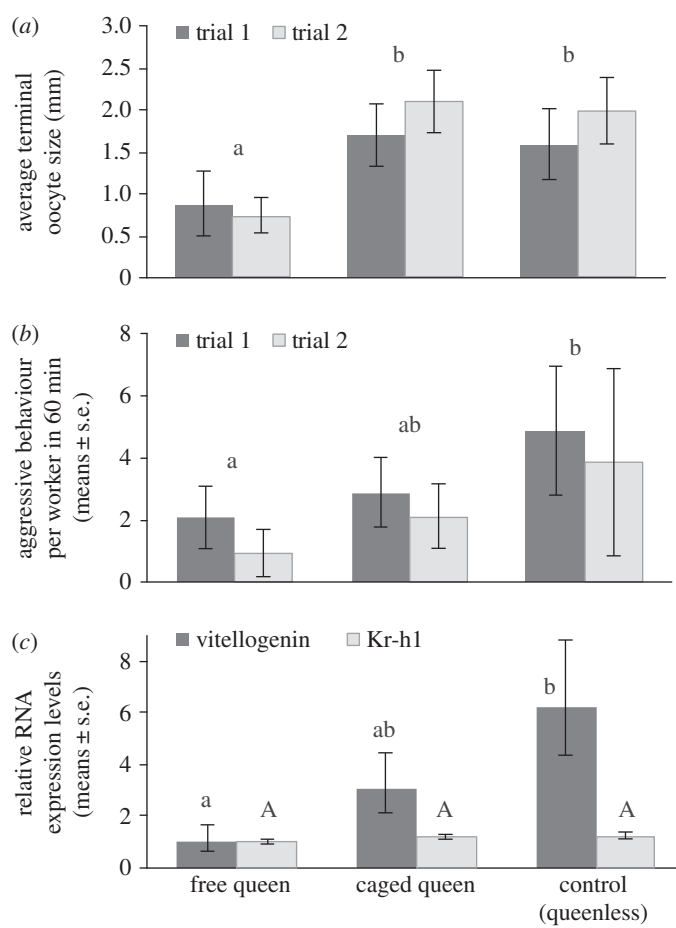 (a)
trial 1 trial 2
average terminal
oocyte size (mm)
3.0
2.5
2.0
1.5
1.0
0.5
0
a
b
b
(b)
trial 1 trial 2
aggressive behaviour
per worker in 60 min
(means ± s.e.)
8
6
4
2
0
a
ab
b
(c)
vitellogenin Kr-h1
relative RNA
expression levels
(means ± s.e.)
8
6
4
2
0
a A
ab A
b A
free queen caged queen control
(queenless)